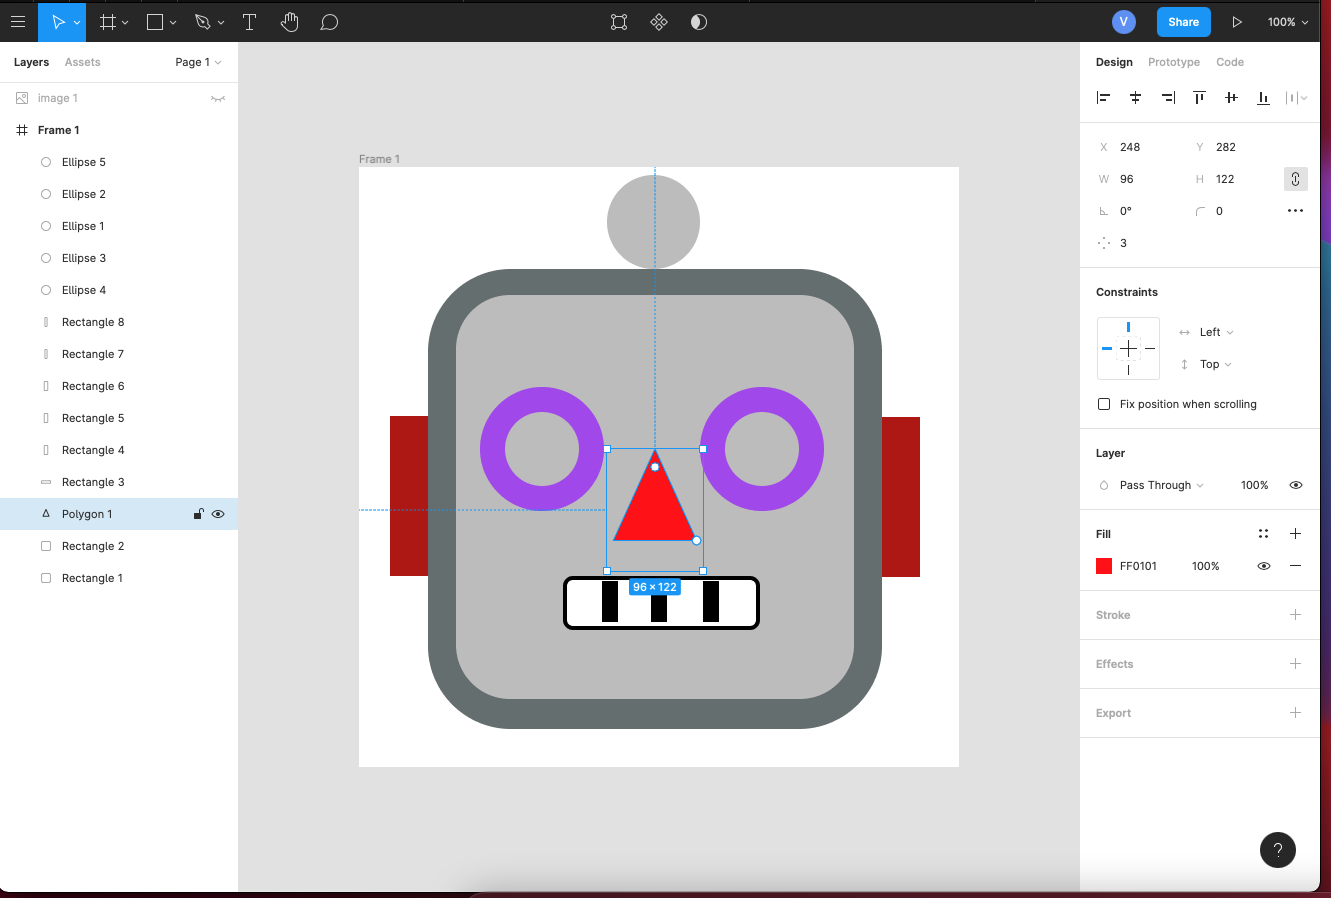 V
Share
100%
Layers Assets Page 1
image 1
Frame 1
Ellipse 5
Ellipse 2
Ellipse 1
Ellipse 3
Ellipse 4
Rectangle 8
Rectangle 7
Rectangle 6
Rectangle 5
Rectangle 4
Rectangle 3
Polygon 1
Rectangle 2
Rectangle 1
Frame 1
96 × 122
Design Prototype Code
X 248 Y 282
W 96 H 122
0° 0
3
Constraints
Left
Top
Fix position when scrolling
Layer
Pass Through 100%
Fill
FF0101 100%
Stroke
Effects
Export
?